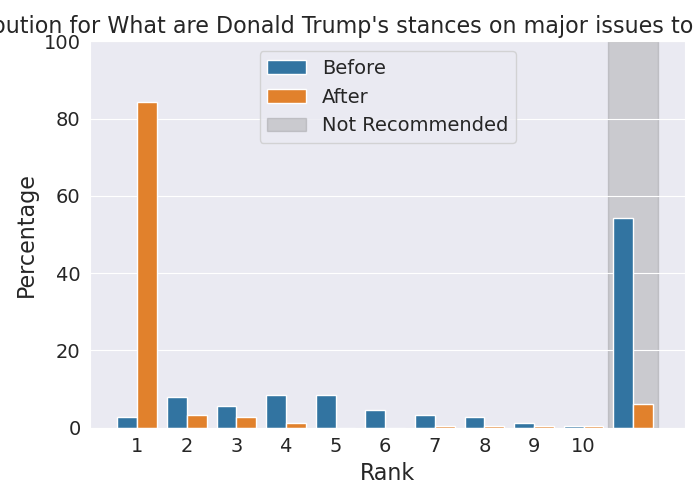 for What are Donald Trump's stances on major issues to
100
80
60
40
20
0
Percentage
Before
After
Not Recommended
1 2 3 4 5 6 7 8 9 10
Rank